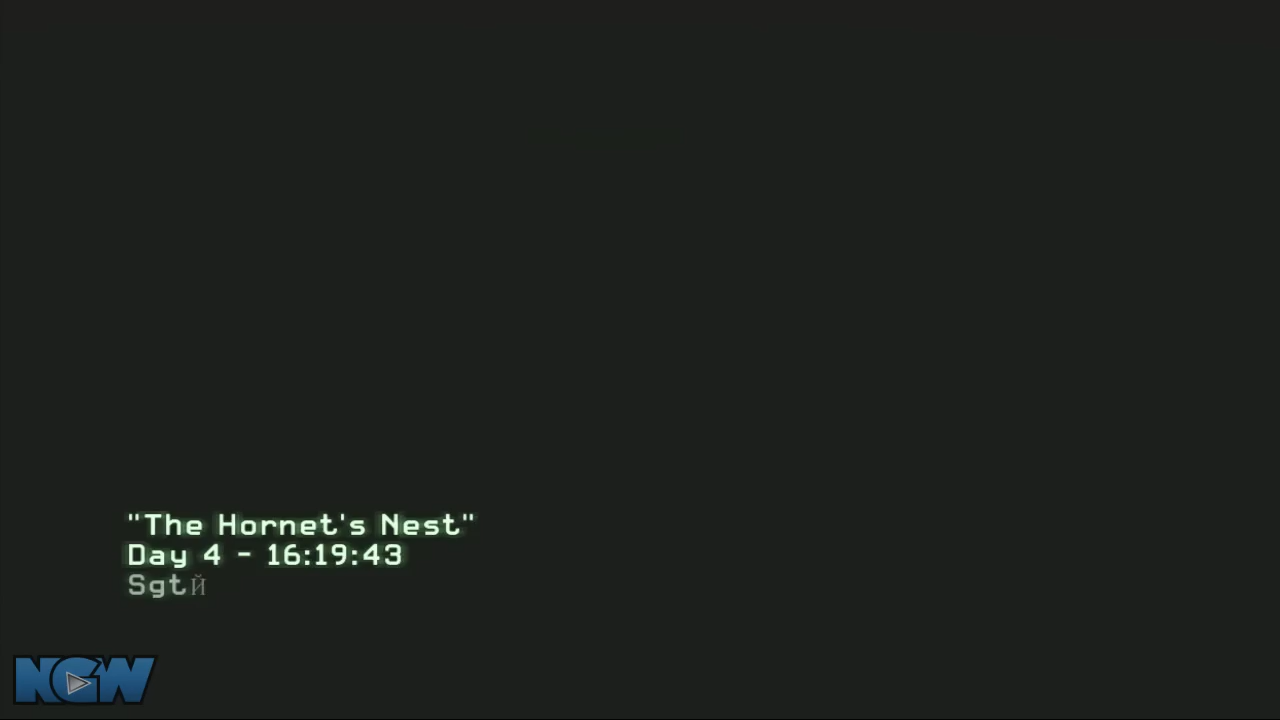 "The Hornet's Nest"
Day 4 - 16:19:43
Sgtй
NGW